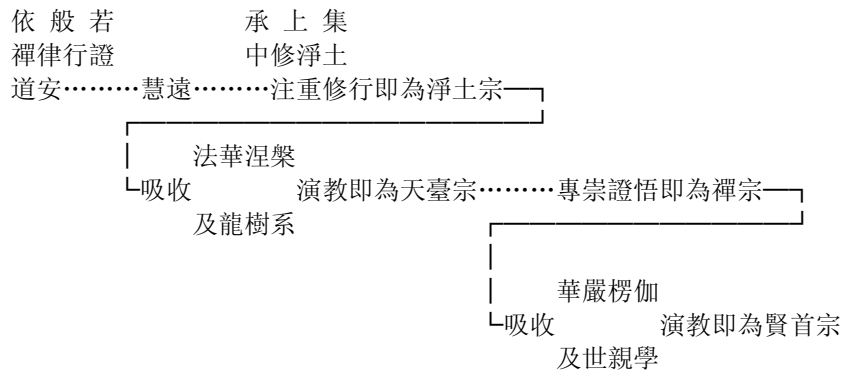 依 般 若 承 上 集
禪律行證 中修淨土
道安………慧遠………注重修行即為淨土宗
法華涅槃
吸收 演教即為天臺宗………專崇證悟即為禪宗
及龍樹系
華嚴楞伽
吸收 演教即為賢首宗
及世親學